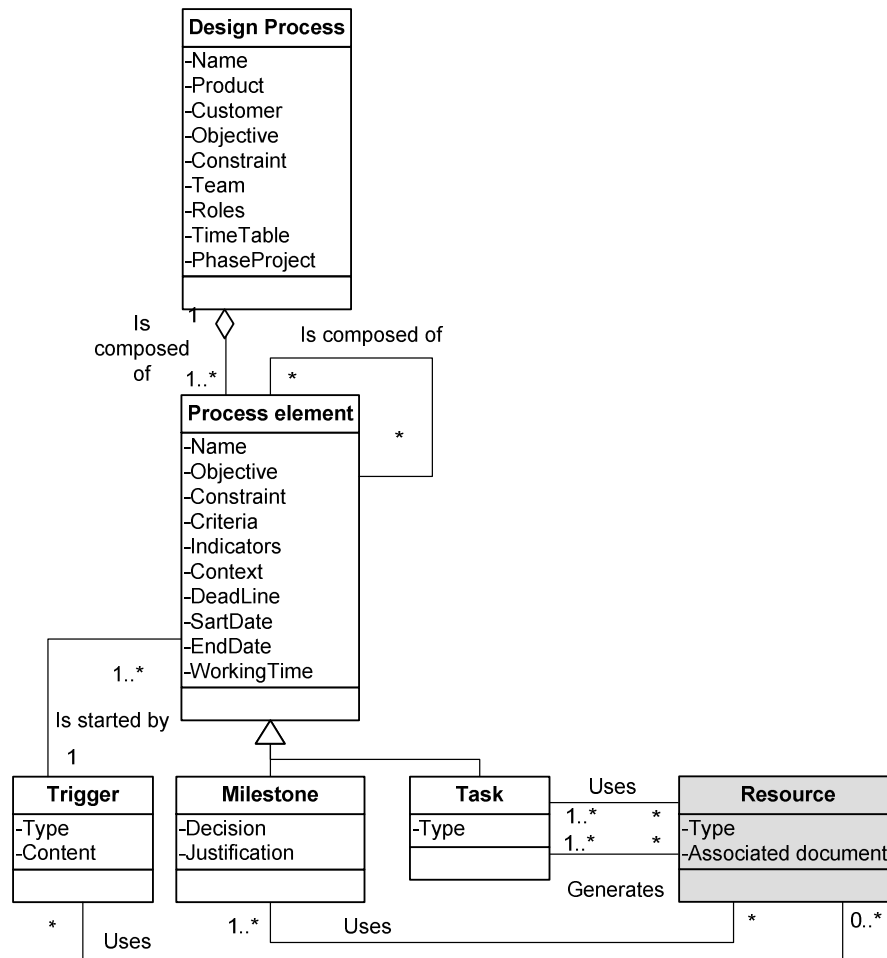 Design Process
-Name
-Product
-Customer
-Objective
-Constraint
-Team
-Roles
-TimeTable
-PhaseProject
1
Is
composed
of
1..*
Is composed of
*
*
Process element
-Name
-Objective
-Constraint
-Criteria
-Indicators
-Context
-DeadLine
-SartDate
-EndDate
-WorkingTime
1..*
Is started by
1
Trigger
-Type
-Content
Milestone
-Decision
-Justification
Task
-Type
Uses
1..*
*
1..*
*
Generates
Resource
-Type
-Associated document
*
Uses
1..*
Uses
*
0..*